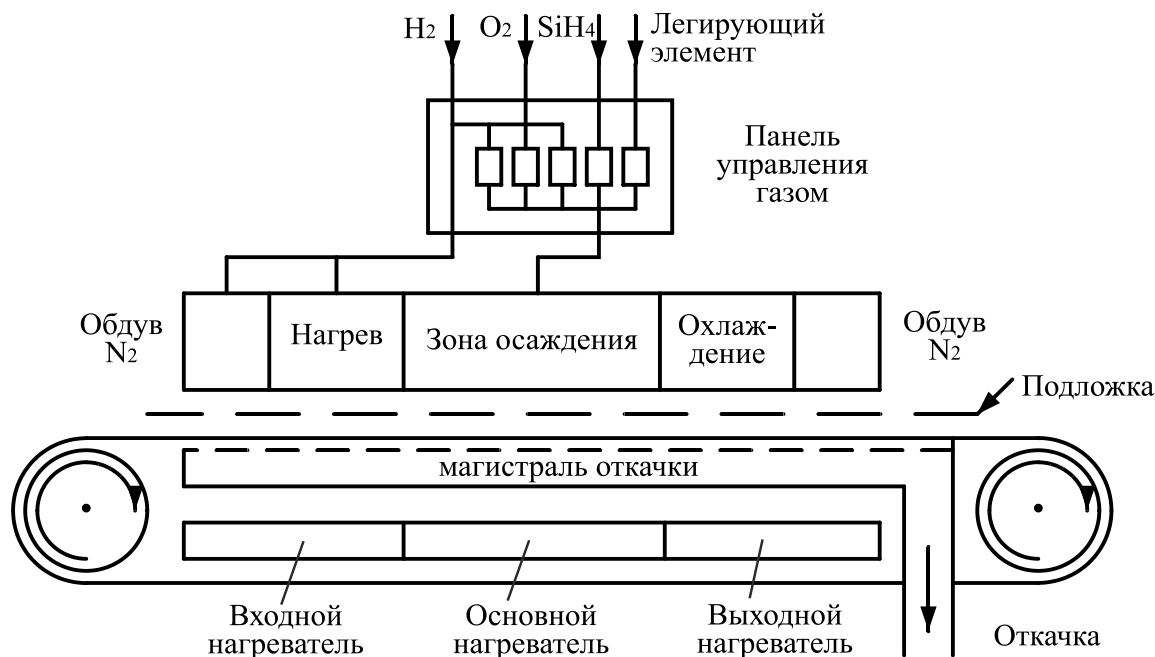 H2 O2 SiH4 Легирующий
элемент
Панель
управления
газом
Обдув
N2
Нагрев
Зона осаждения
Охлаж-
дение
Обдув
N2
Подложка
магистраль откачки
Входной
нагреватель
Основной
нагреватель
Выходной
нагреватель
Откачка